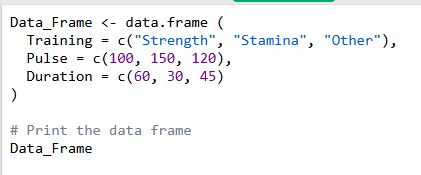 Data_Frame <- data.frame (
  Training = c("Strength", "Stamina", "Other"),
  Pulse = c(100, 150, 120),
  Duration = c(60, 30, 45)
)

# Print the data frame
Data_Frame